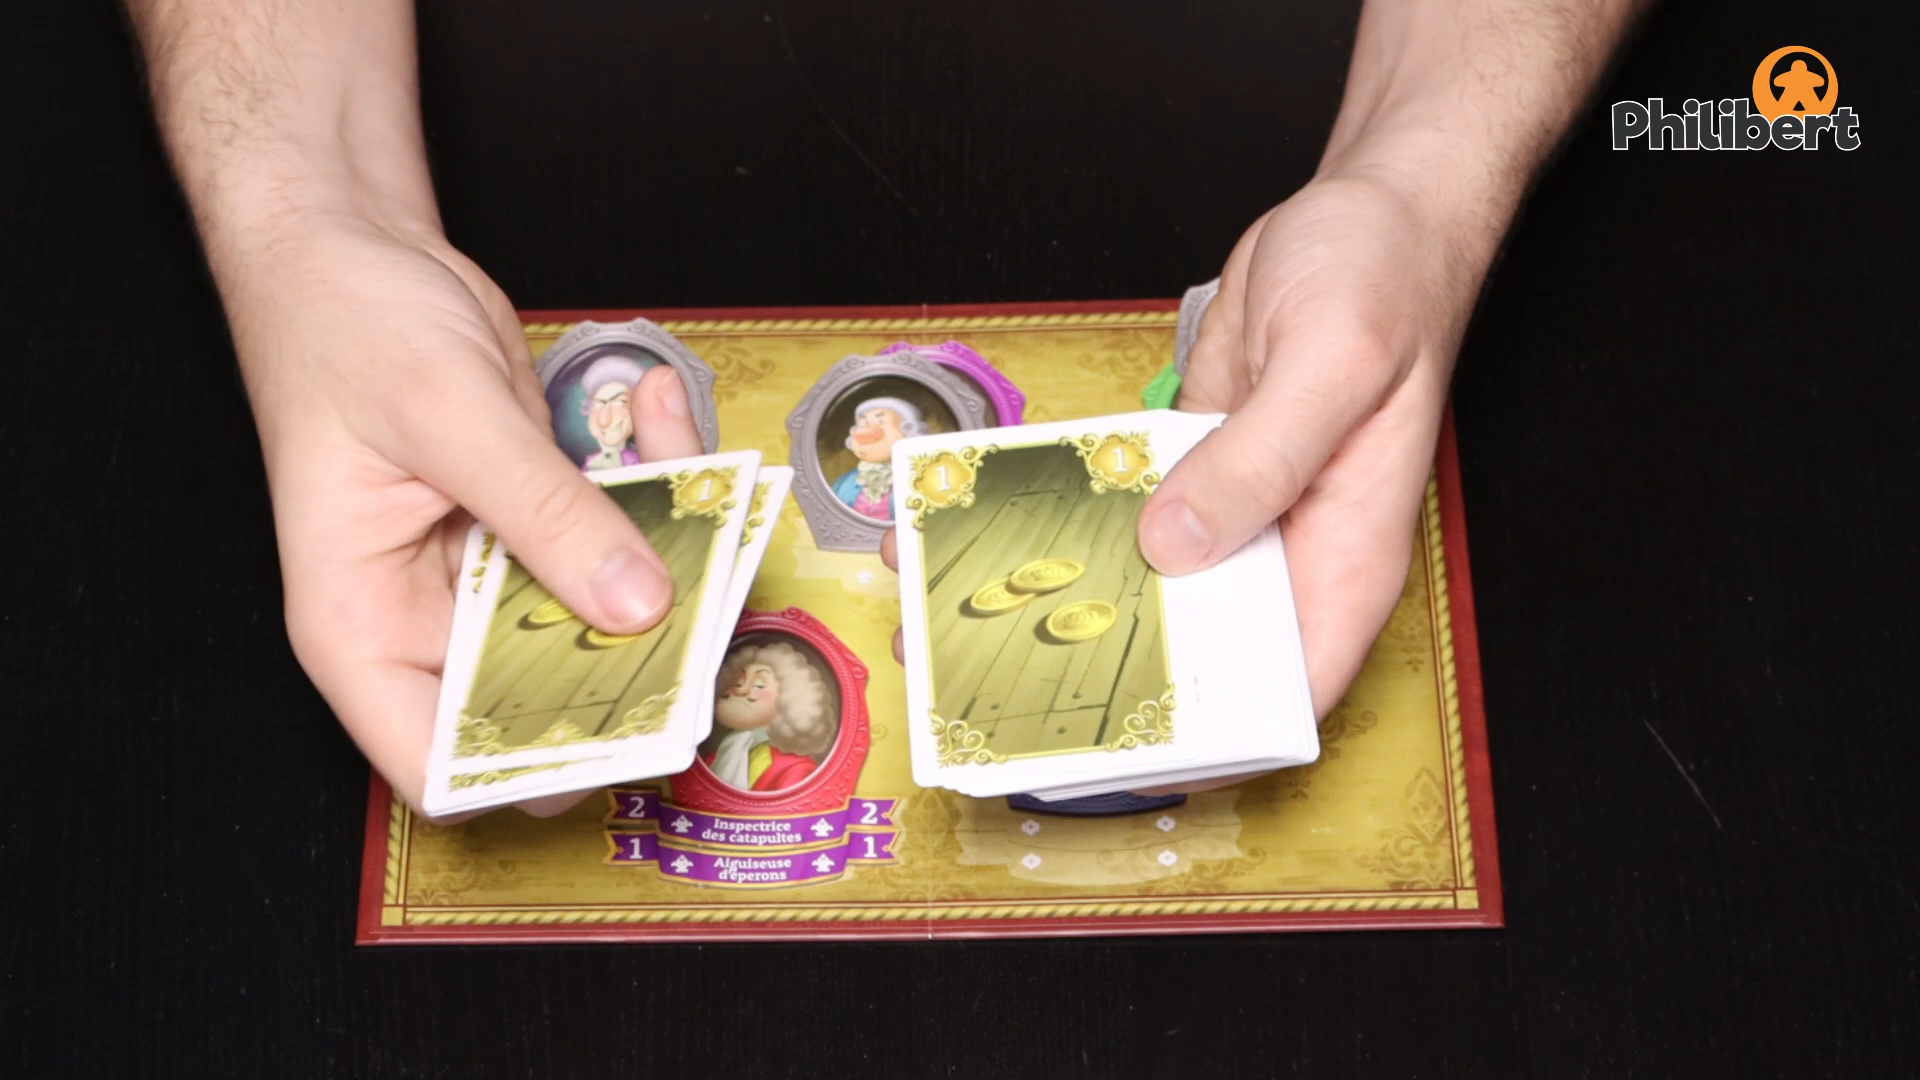 Philibert
1
1
1
2 Inspectrice des catapultes 2
1 Aiguiseuse d'éperons 1